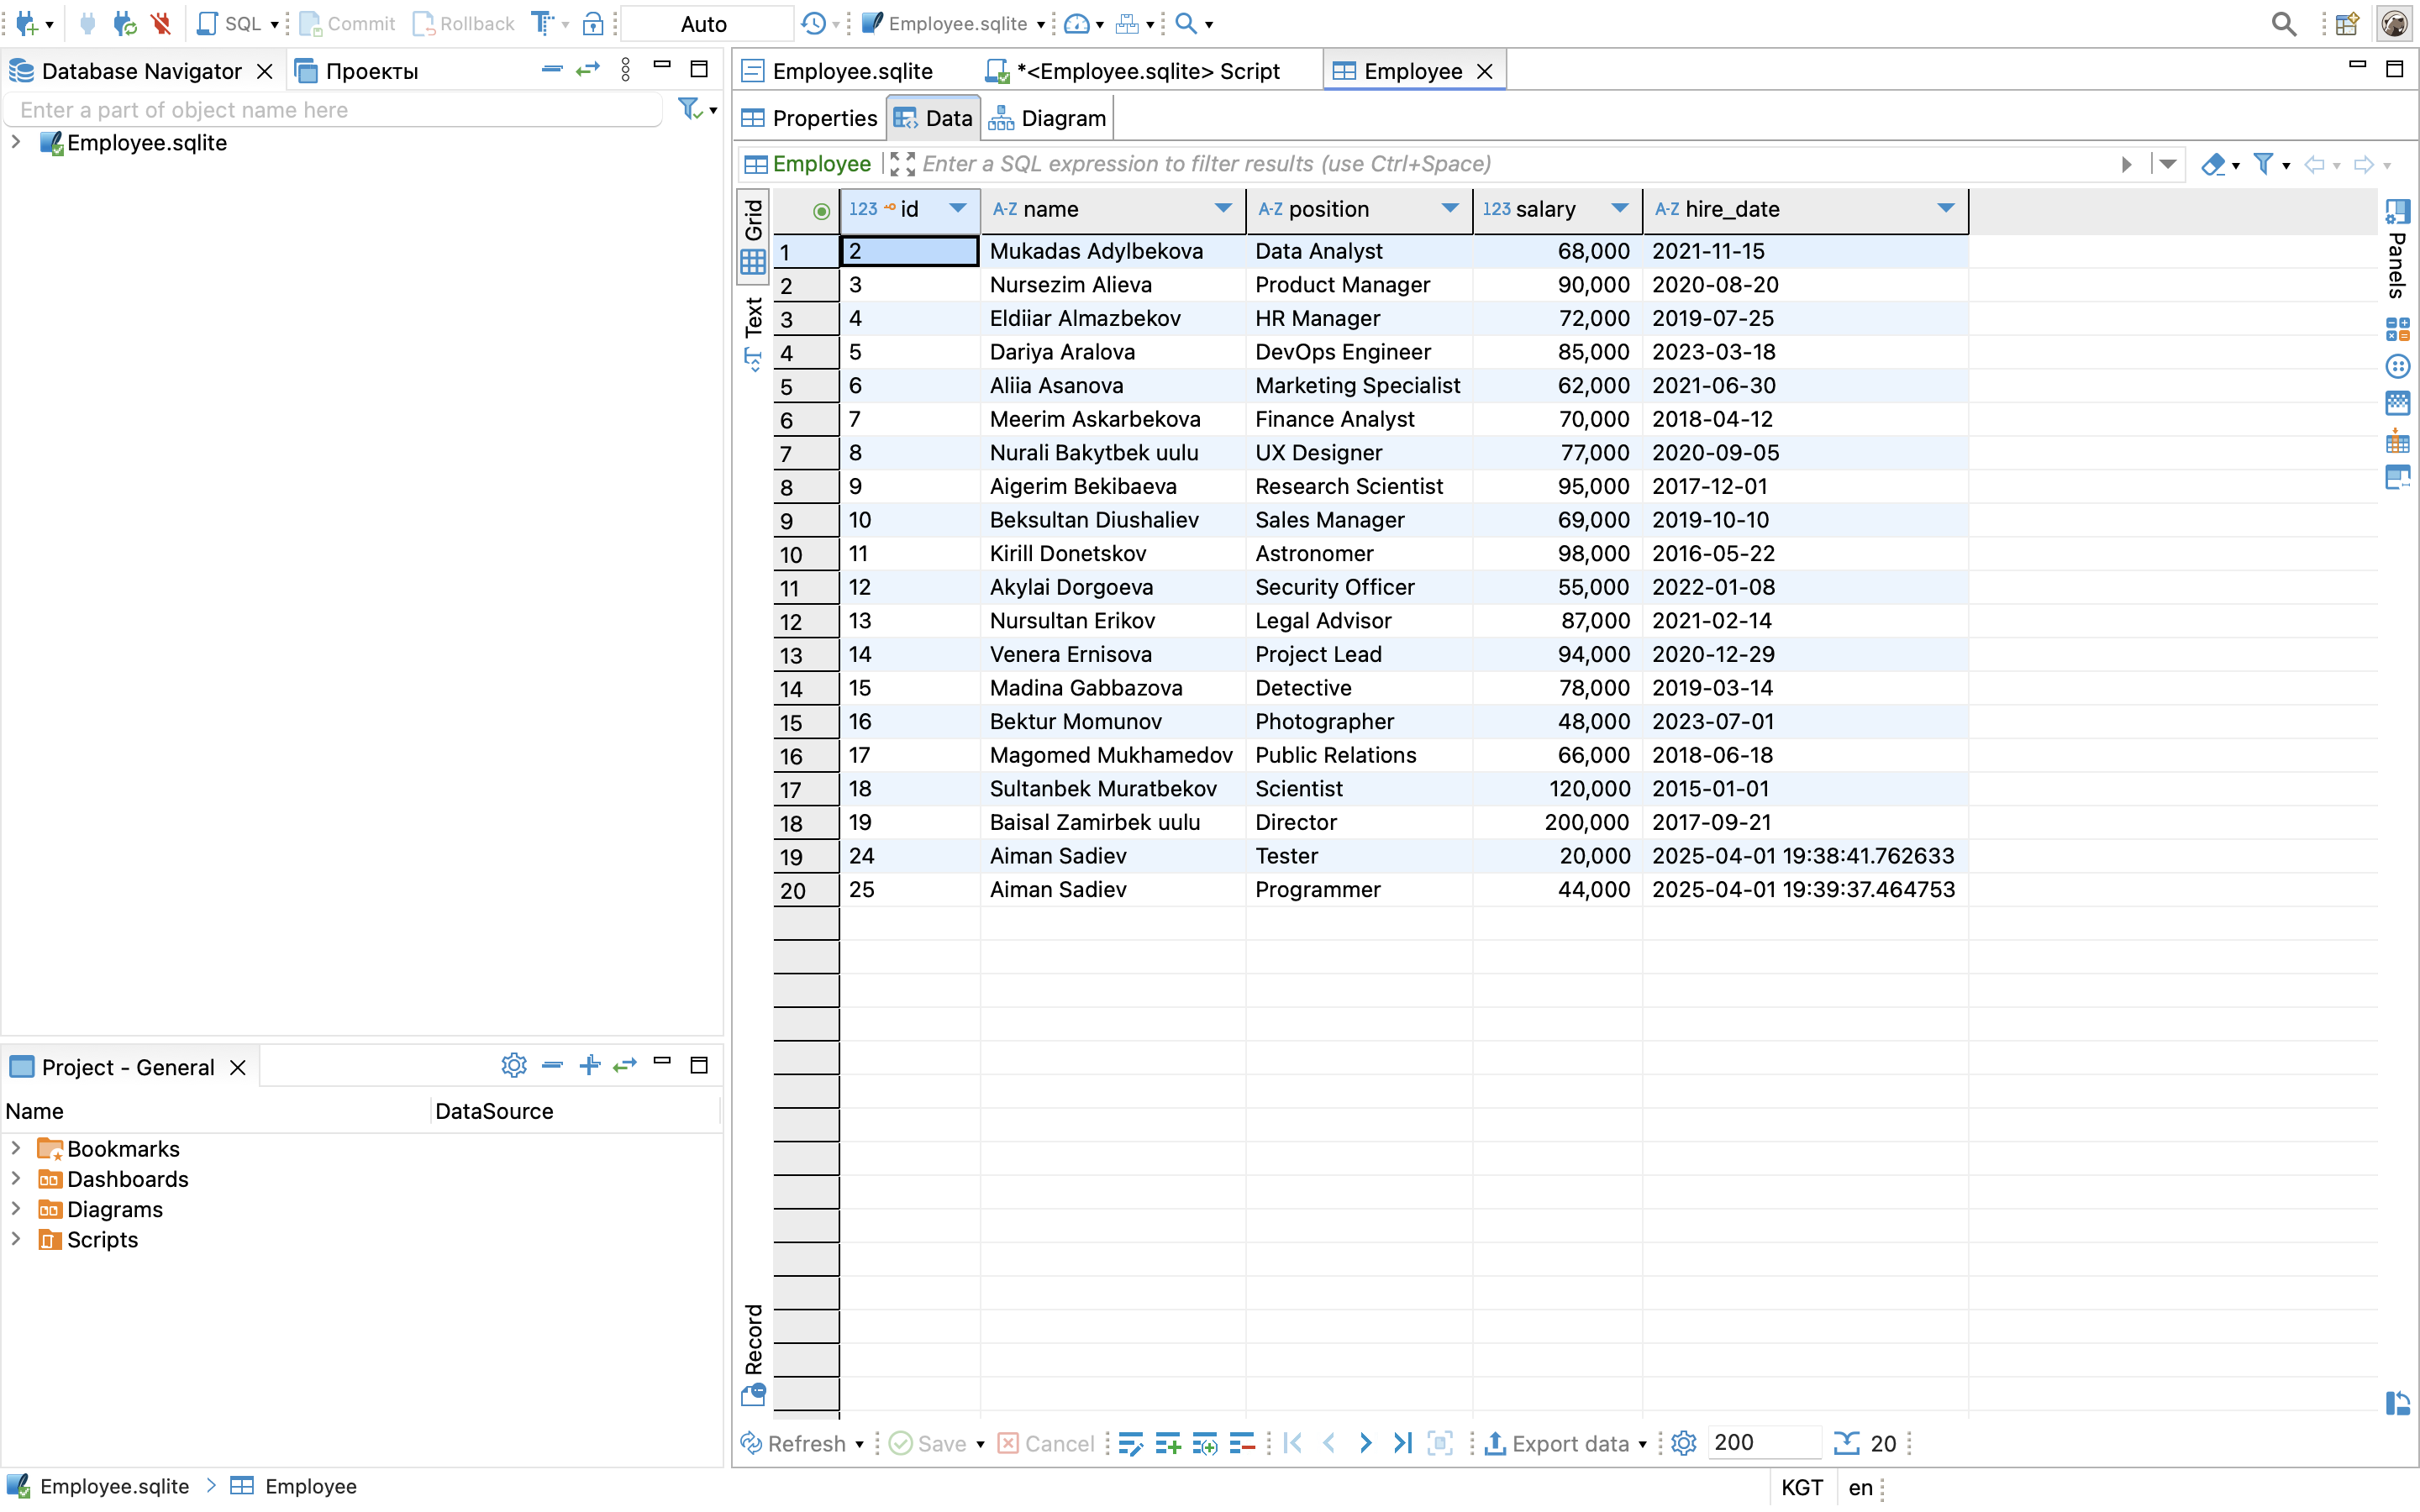 SQL Commit Rollback Auto Employee.sqlite
Database Navigator Проекты
Enter a part of object name here
Employee.sqlite
Employee.sqlite *<Employee.sqlite> Script Employee
Properties Data Diagram
Employee Enter a SQL expression to filter results (use Ctrl+Space)
Grid
Text
Record
Panels
123 id A-Z name A-Z position 123 salary A-Z hire_date
1 2 Mukadas Adylbekova Data Analyst 68,000 2021-11-15
2 3 Nursezim Alieva Product Manager 90,000 2020-08-20
3 4 Eldiiar Almazbekov HR Manager 72,000 2019-07-25
4 5 Dariya Aralova DevOps Engineer 85,000 2023-03-18
5 6 Aliia Asanova Marketing Specialist 62,000 2021-06-30
6 7 Meerim Askarbekova Finance Analyst 70,000 2018-04-12
7 8 Nurali Bakytbek uulu UX Designer 77,000 2020-09-05
8 9 Aigerim Bekibaeva Research Scientist 95,000 2017-12-01
9 10 Beksultan Diushaliev Sales Manager 69,000 2019-10-10
10 11 Kirill Donetskov Astronomer 98,000 2016-05-22
11 12 Akylai Dorgoeva Security Officer 55,000 2022-01-08
12 13 Nursultan Erikov Legal Advisor 87,000 2021-02-14
13 14 Venera Ernisova Project Lead 94,000 2020-12-29
14 15 Madina Gabbazova Detective 78,000 2019-03-14
15 16 Bektur Momunov Photographer 48,000 2023-07-01
16 17 Magomed Mukhamedov Public Relations 66,000 2018-06-18
17 18 Sultanbek Muratbekov Scientist 120,000 2015-01-01
18 19 Baisal Zamirbek uulu Director 200,000 2017-09-21
19 24 Aiman Sadiev Tester 20,000 2025-04-01 19:38:41.762633
20 25 Aiman Sadiev Programmer 44,000 2025-04-01 19:39:37.464753
Project - General
Name DataSource
Bookmarks
Dashboards
Diagrams
Scripts
Refresh Save Cancel Export data 200 20
Employee.sqlite Employee KGT en